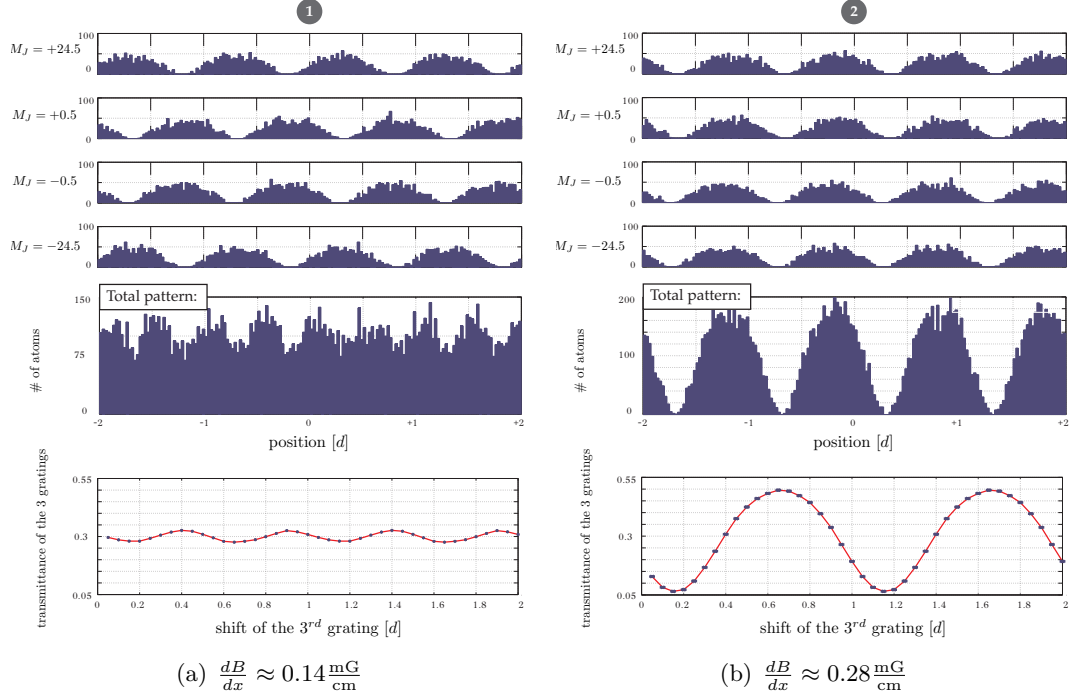 1
M_J = +24.5
100
0
M_J = +0.5
100
0
M_J = −0.5
100
0
M_J = −24.5
100
0
Total pattern:
# of atoms
150
75
0
-2 -1 0 +1 +2
position [d]
transmittance of the 3 gratings
0.55
0.3
0.05
0 0.2 0.4 0.6 0.8 1 1.2 1.4 1.6 1.8 2
shift of the 3^{rd} grating [d]
(a) dB/dx ≈ 0.14 mG/cm
2
M_J = +24.5
100
0
M_J = +0.5
100
0
M_J = −0.5
100
0
M_J = −24.5
100
0
Total pattern:
# of atoms
200
100
0
-2 -1 0 +1 +2
position [d]
transmittance of the 3 gratings
0.55
0.3
0.05
0 0.2 0.4 0.6 0.8 1 1.2 1.4 1.6 1.8 2
shift of the 3^{rd} grating [d]
(b) dB/dx ≈ 0.28 mG/cm